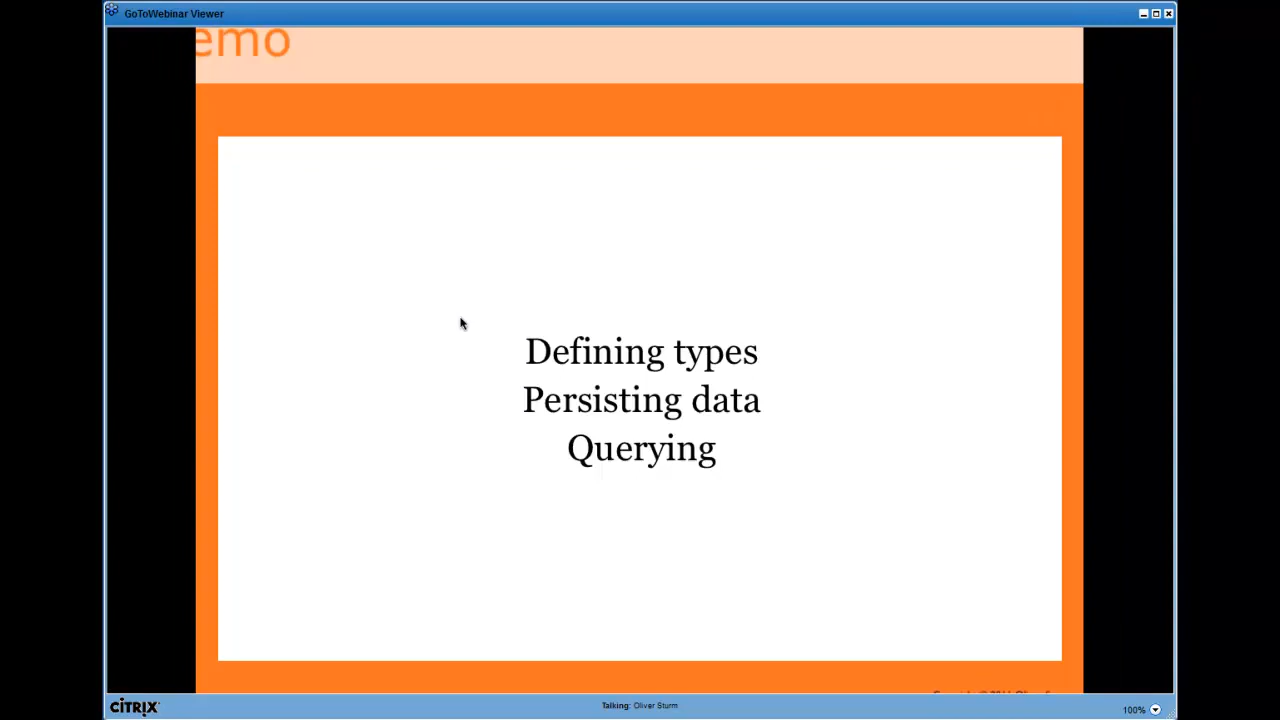 GoToWebinar Viewer
emo
Defining types
Persisting data
Querying
CITRIX
Talking: Oliver Sturm
100%